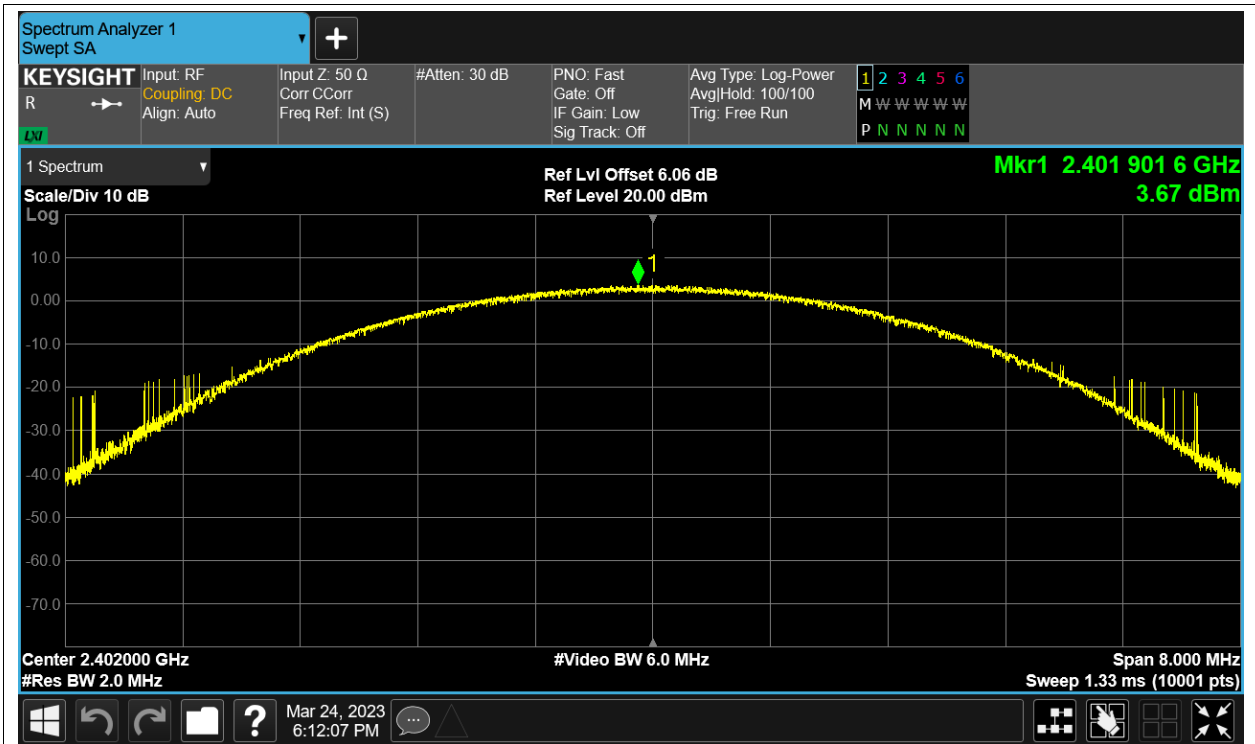 Spectrum Analyzer 1
Swept SA
KEYSIGHT
R
LXI
Input: RF
Coupling: DC
Align: Auto
Input Z: 50 Ω
Corr CCorr
Freq Ref: Int (S)
#Atten: 30 dB
PNO: Fast
Gate: Off
IF Gain: Low
Sig Track: Off
Avg Type: Log-Power
Avg|Hold: 100/100
Trig: Free Run
1 2 3 4 5 6
M W W W W W
P N N N N N
1 Spectrum
Scale/Div 10 dB
Log
Ref Lvl Offset 6.06 dB
Ref Level 20.00 dBm
Mkr1 2.401 901 6 GHz
3.67 dBm
1
10.0
0.00
-10.0
-20.0
-30.0
-40.0
-50.0
-60.0
-70.0
Center 2.402000 GHz
#Res BW 2.0 MHz
#Video BW 6.0 MHz
Span 8.000 MHz
Sweep 1.33 ms (10001 pts)
?
Mar 24, 2023
6:12:07 PM